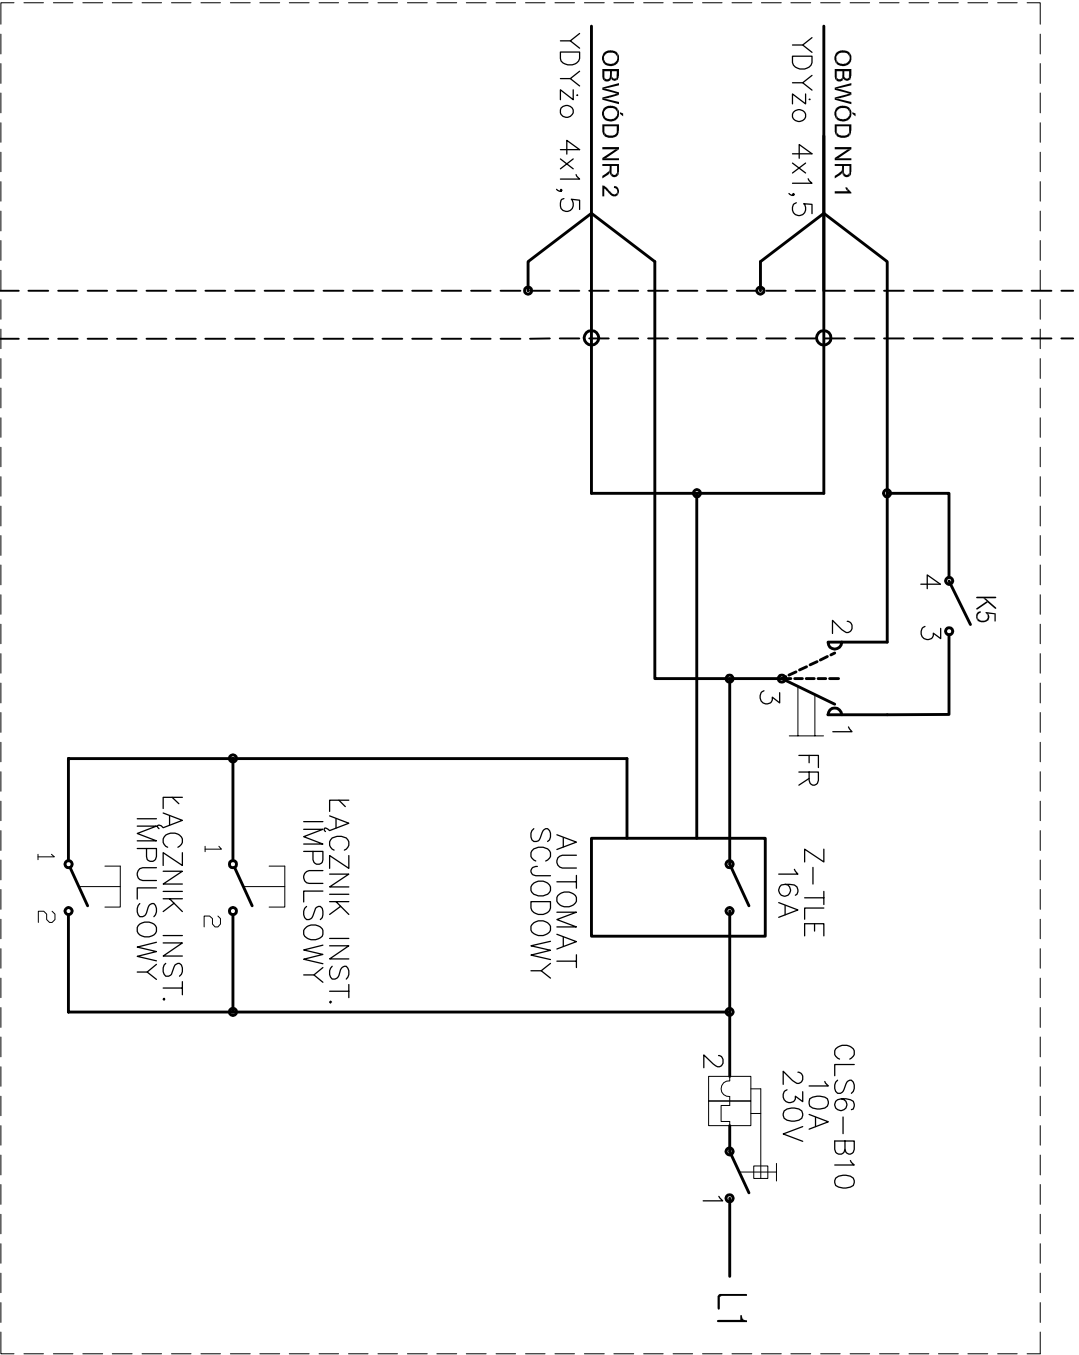 L1
1
CLS6-B10
10A
230V
2
Z-TLE
16A
AUTOMAT
SCJODOWY
ŁĄCZNIK INST.
IMPULSOWY
1
2
ŁĄCZNIK INST.
IMPULSOWY
1
2
FR
1
2
3
K5
3
4
OBWÓD NR 1
YDYżo 4x1,5
OBWÓD NR 2
YDYżo 4x1,5